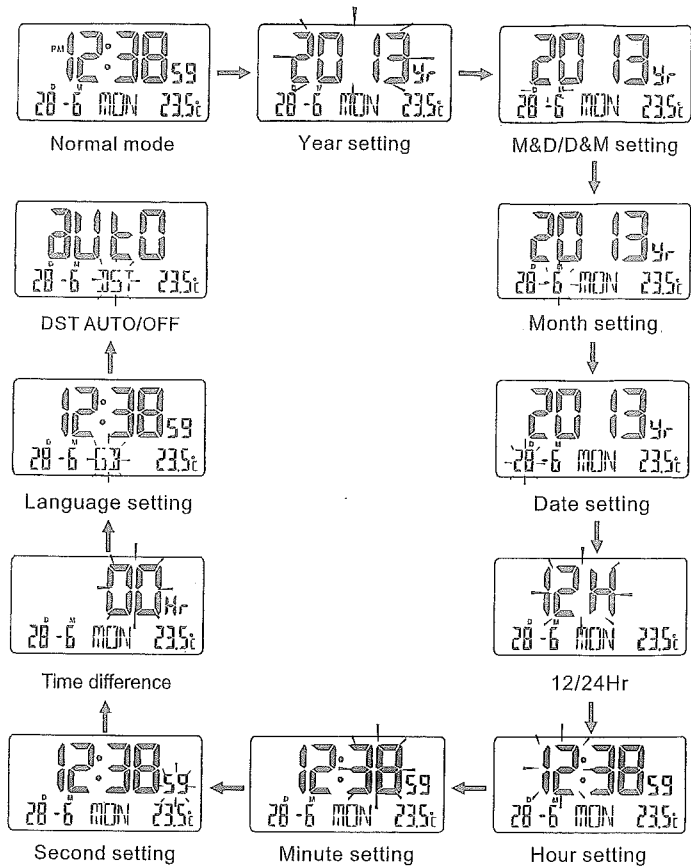 PM 12:38 59
D M
28 -6 MON 23.5℃
Normal mode
2013 yr
D M
28 -6 MON 23.5℃
Year setting
2013 yr
D M
28 -6 MON 23.5℃
M&D/D&M setting
AUtO
D M
28 -6 DST 23.5℃
DST AUTO/OFF
2013 yr
D M
28 -6 MON 23.5℃
Month setting
12:38 59
D M
28 -6 GB 23.5℃
Language setting
2013 yr
D M
28 -6 MON 23.5℃
Date setting
00 Hr
D M
28 -6 MON 23.5℃
Time difference
12H
D M
28 -6 MON 23.5℃
12/24Hr
12:38 59
D M
28 -6 MON 23.5℃
Second setting
12:38 59
D M
28 -6 MON 23.5℃
Minute setting
12:38 59
D M
28 -6 MON 23.5℃
Hour setting